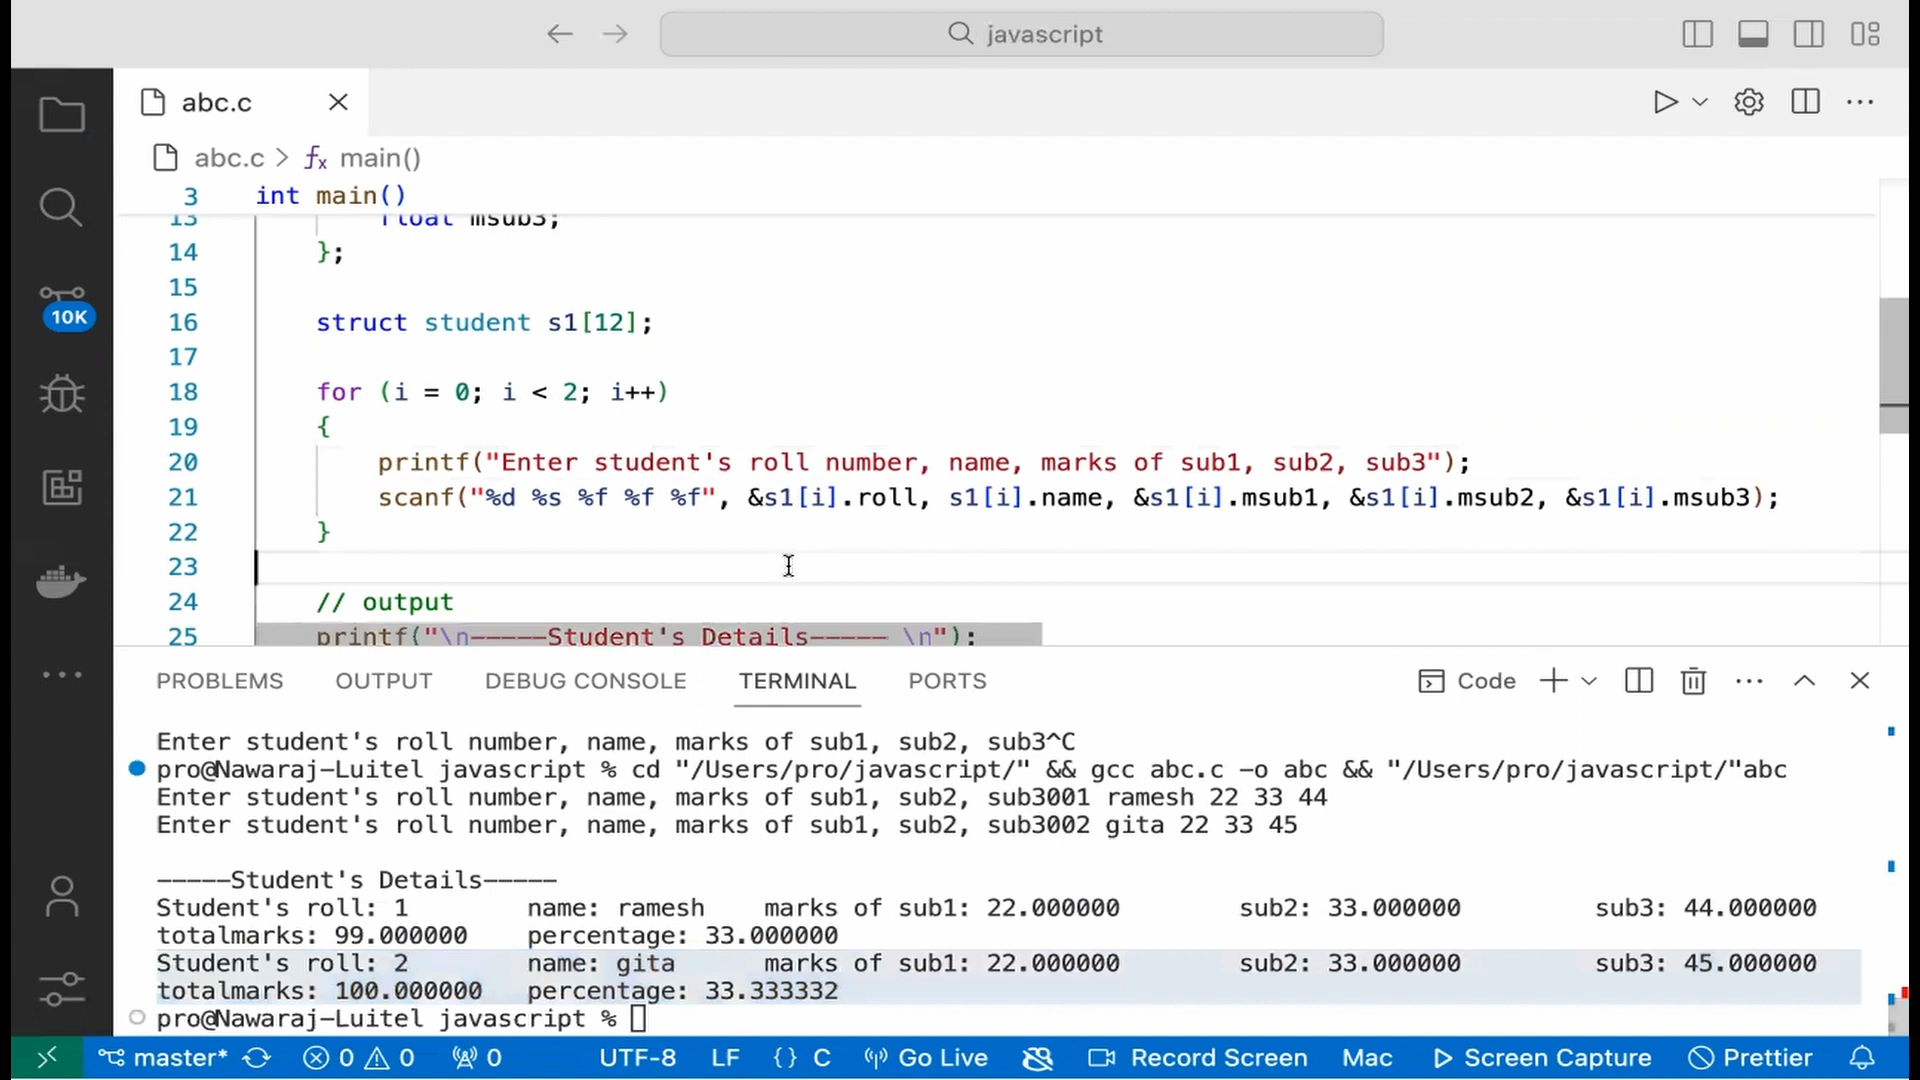 javascript
abc.c
abc.c > fx main()
3 int main()
13 float msub3;
14 };
15
16 struct student s1[12];
17
18 for (i = 0; i < 2; i++)
19 {
20 printf("Enter student's roll number, name, marks of sub1, sub2, sub3");
21 scanf("%d %s %f %f %f", &s1[i].roll, s1[i].name, &s1[i].msub1, &s1[i].msub2, &s1[i].msub3);
22 }
23
24 // output
25 printf("\n-----Student's Details----- \n");
10K
PROBLEMS OUTPUT DEBUG CONSOLE TERMINAL PORTS Code
Enter student's roll number, name, marks of sub1, sub2, sub3^C
pro@Nawaraj-Luitel javascript % cd "/Users/pro/javascript/" && gcc abc.c -o abc && "/Users/pro/javascript/"abc
Enter student's roll number, name, marks of sub1, sub2, sub3001 ramesh 22 33 44
Enter student's roll number, name, marks of sub1, sub2, sub3002 gita 22 33 45
-----Student's Details-----
Student's roll: 1 name: ramesh marks of sub1: 22.000000 sub2: 33.000000 sub3: 44.000000
totalmarks: 99.000000 percentage: 33.000000
Student's roll: 2 name: gita marks of sub1: 22.000000 sub2: 33.000000 sub3: 45.000000
totalmarks: 100.000000 percentage: 33.333332
pro@Nawaraj-Luitel javascript %
master* 0 0 0 UTF-8 LF {} C Go Live Record Screen Mac Screen Capture Prettier